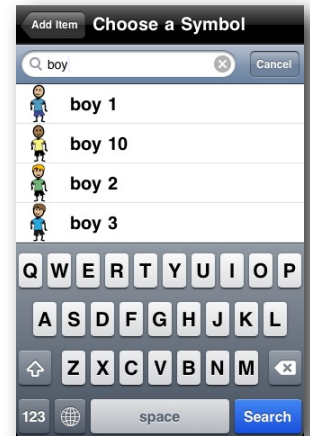 Add Item Choose a Symbol
boy Cancel
boy 1
boy 10
boy 2
boy 3
Q W E R T Y U I O P
A S D F G H J K L
Z X C V B N M
123 space Search